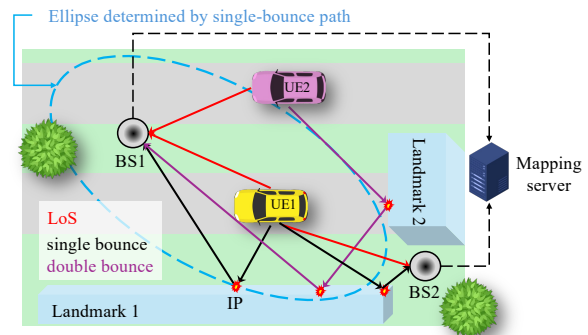 Ellipse determined by single-bounce path
UE2
BS1
Landmark 2
Mapping
server
UE1
LoS
single bounce
double bounce
BS2
IP
Landmark 1